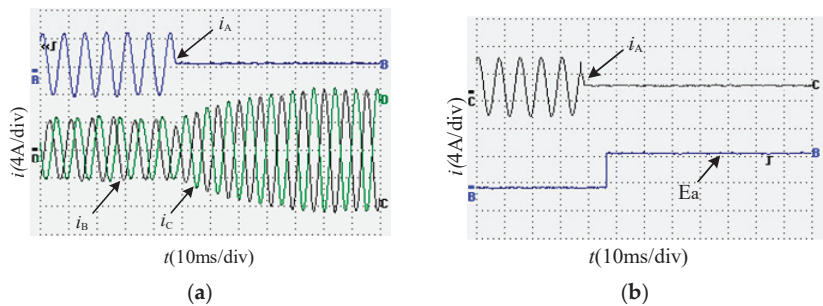 i(4A/div)
iA
B
B
D
D
iB
iC
C
t(10ms/div)
(a)
i(4A/div)
iA
C
C
Ea
B
B
t(10ms/div)
(b)